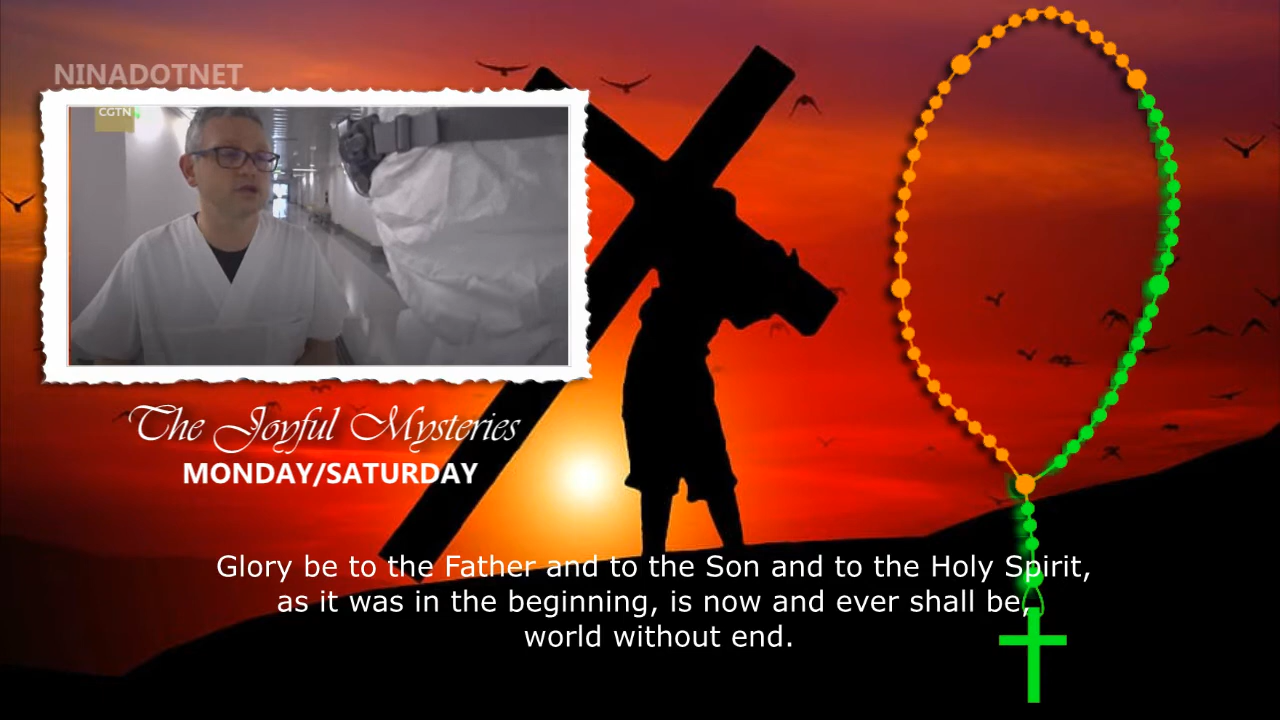 NINADOTNET
CGTN
The Joyful Mysteries
MONDAY/SATURDAY
Glory be to the Father and to the Son and to the Holy Spirit,
as it was in the beginning, is now and ever shall be,
world without end.